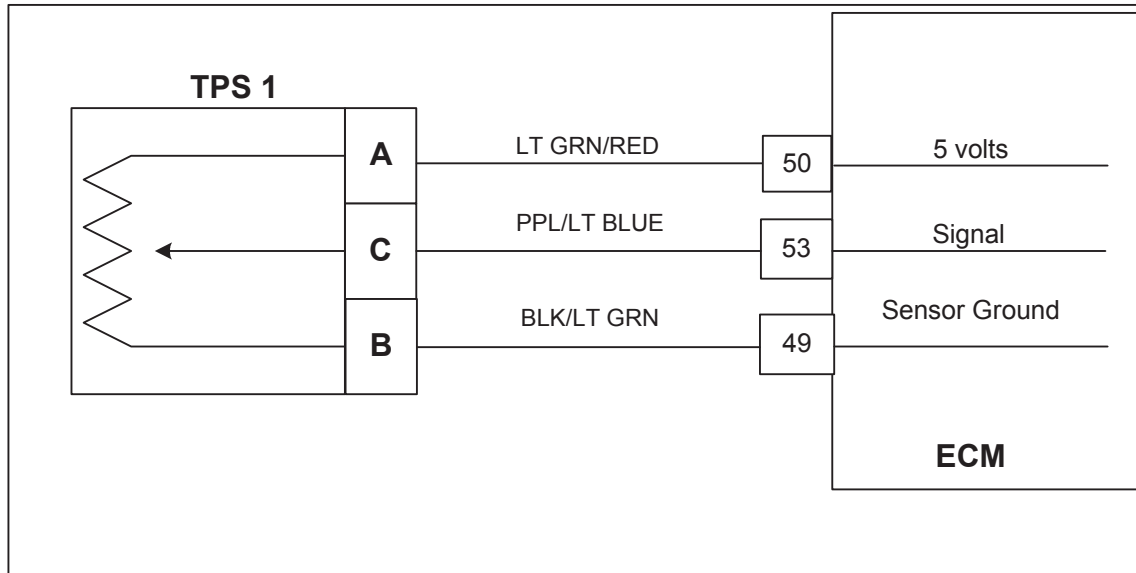 TPS 1
A
LT GRN/RED
50
5 volts
C
PPL/LT BLUE
53
Signal
B
BLK/LT GRN
49
Sensor Ground
ECM